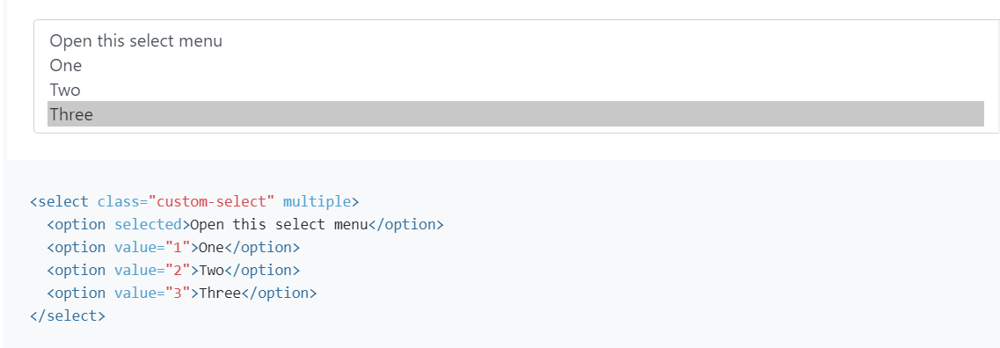 Open this select menu
One
Two
Three
<select class="custom-select" multiple>
  <option selected>Open this select menu</option>
  <option value="1">One</option>
  <option value="2">Two</option>
  <option value="3">Three</option>
</select>